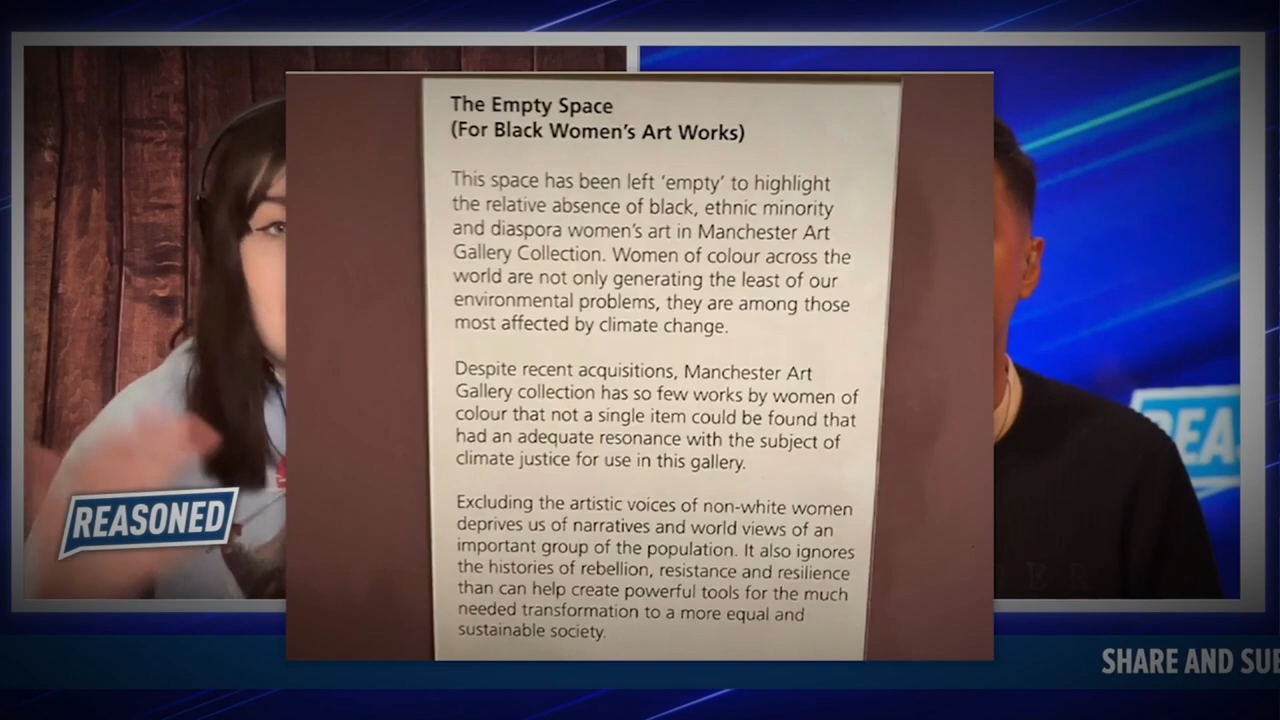 The Empty Space
(For Black Women's Art Works)
This space has been left 'empty' to highlight
the relative absence of black, ethnic minority
and diaspora women's art in Manchester Art
Gallery Collection. Women of colour across the
world are not only generating the least of our
environmental problems, they are among those
most affected by climate change.
Despite recent acquisitions, Manchester Art
Gallery collection has so few works by women of
colour that not a single item could be found that
had an adequate resonance with the subject of
climate justice for use in this gallery.
Excluding the artistic voices of non-white women
deprives us of narratives and world views of an
important group of the population. It also ignores
the histories of rebellion, resistance and resilience
than can help create powerful tools for the much
needed transformation to a more equal and
sustainable society.
REASONED
SHARE AND